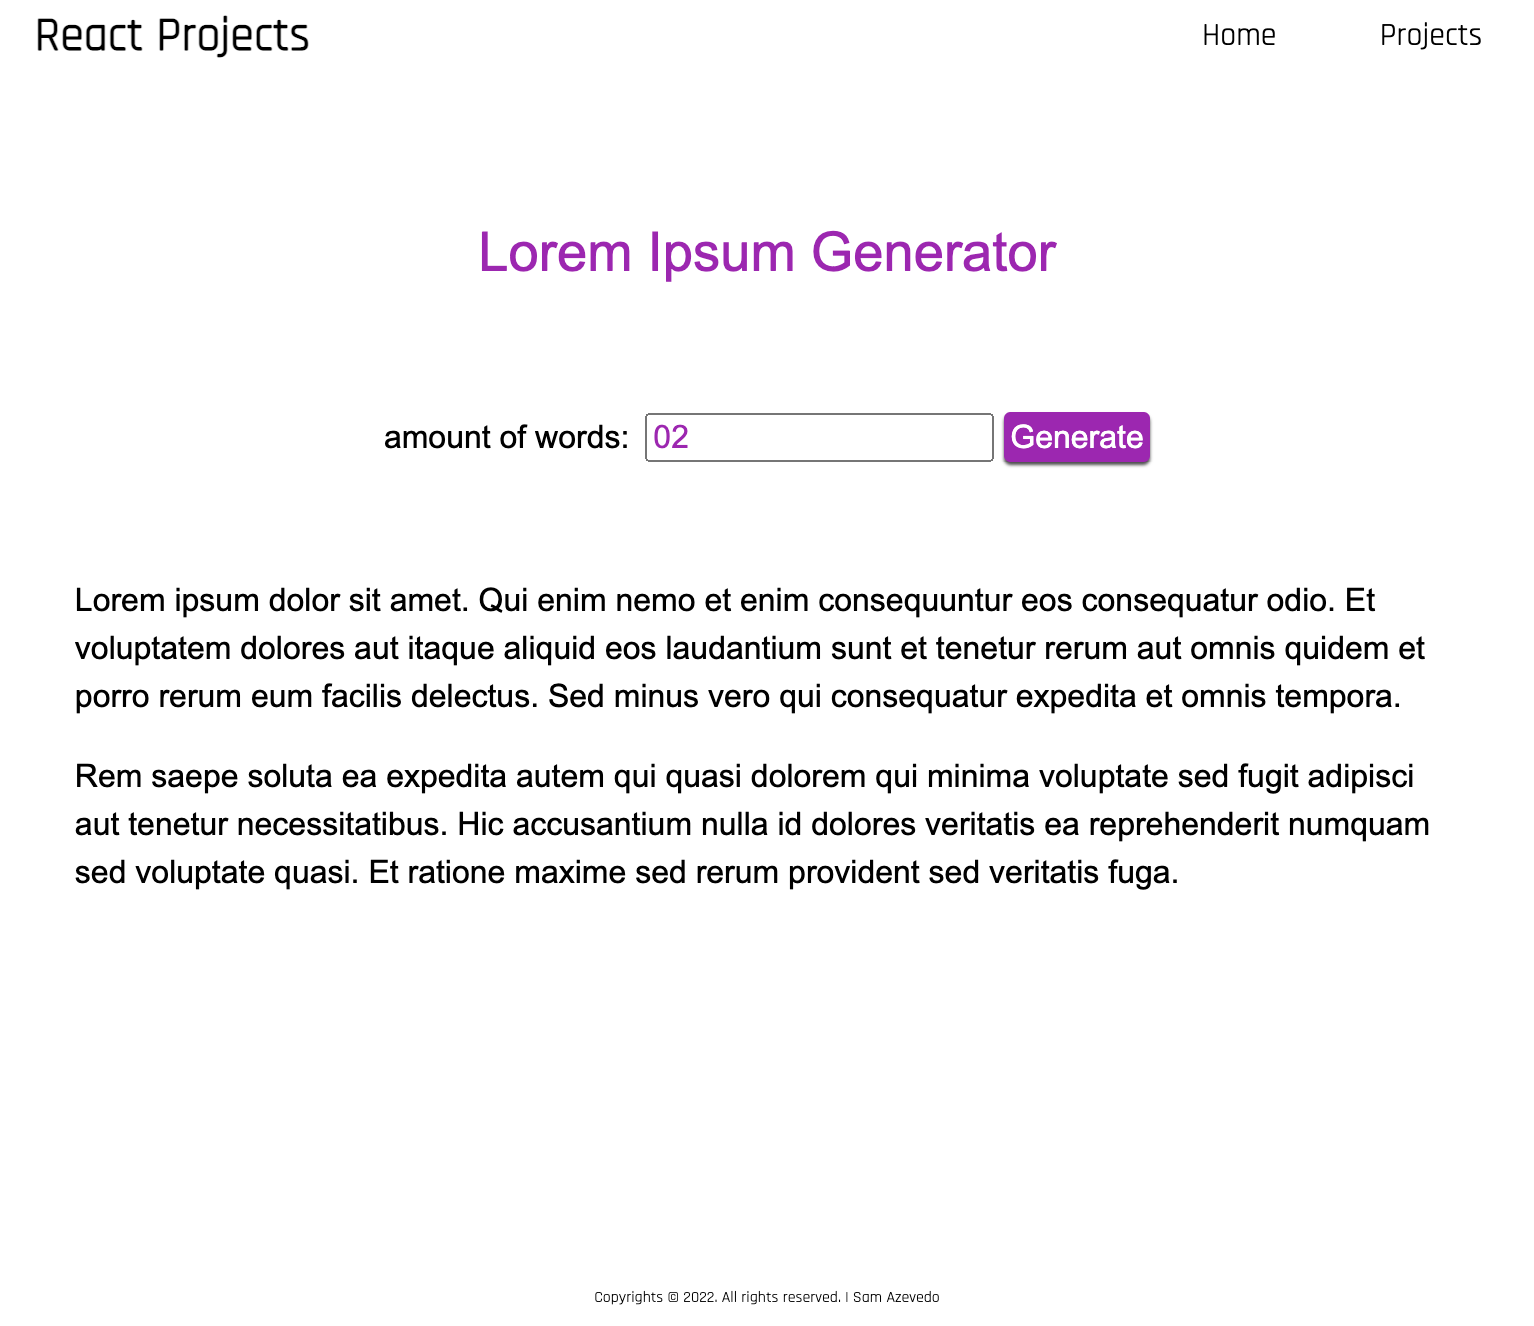 React Projects
Home
Projects
Lorem Ipsum Generator
amount of words: 02 Generate
Lorem ipsum dolor sit amet. Qui enim nemo et enim consequuntur eos consequatur odio. Et
voluptatem dolores aut itaque aliquid eos laudantium sunt et tenetur rerum aut omnis quidem et
porro rerum eum facilis delectus. Sed minus vero qui consequatur expedita et omnis tempora.
Rem saepe soluta ea expedita autem qui quasi dolorem qui minima voluptate sed fugit adipisci
aut tenetur necessitatibus. Hic accusantium nulla id dolores veritatis ea reprehenderit numquam
sed voluptate quasi. Et ratione maxime sed rerum provident sed veritatis fuga.
Copyrights © 2022. All rights reserved. | Sam Azevedo